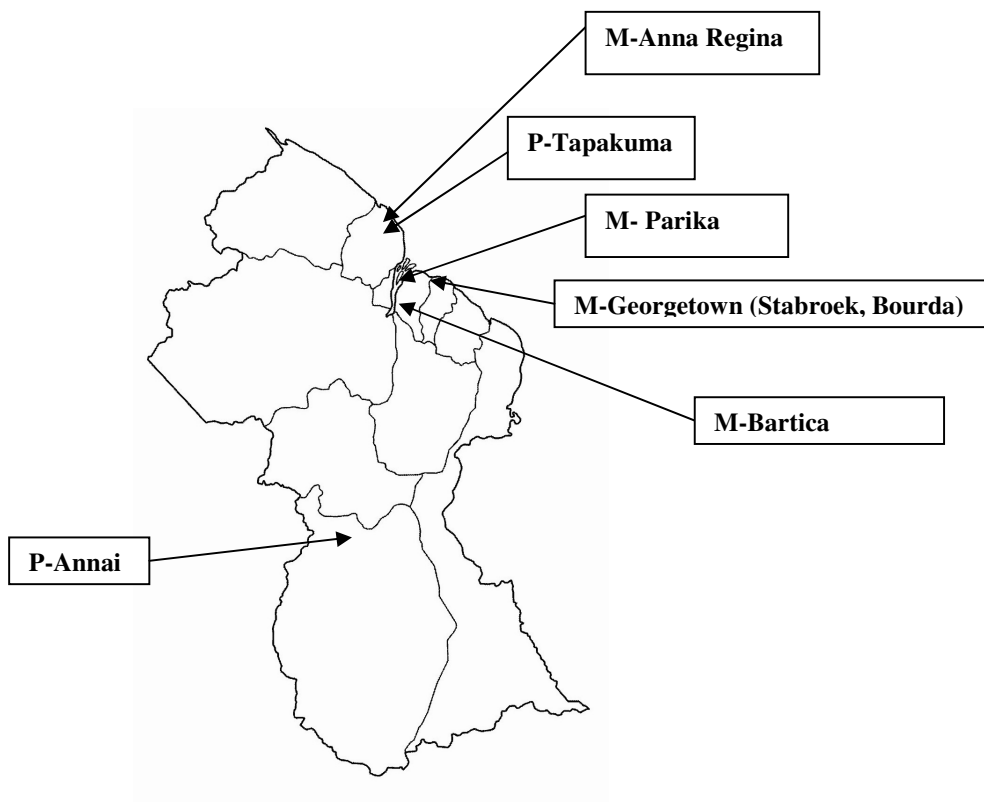 M-Anna Regina
P-Tapakuma
M- Parika
M-Georgetown (Stabroek, Bourda)
M-Bartica
P-Annai